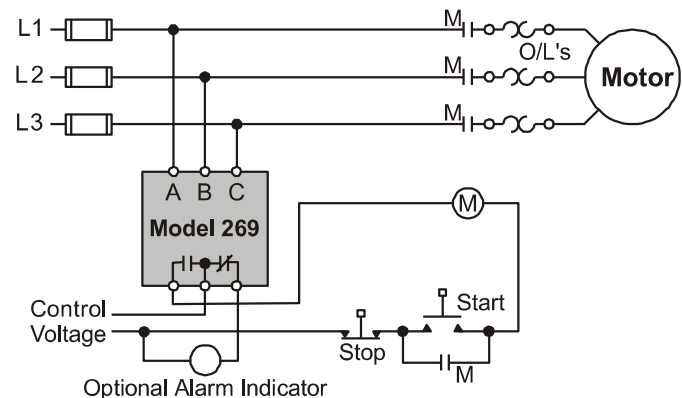 L1
M
O/L's
L2
M
Motor
L3
M
A B C
Model 269
M
Control
Voltage
Start
Stop
M
Optional Alarm Indicator